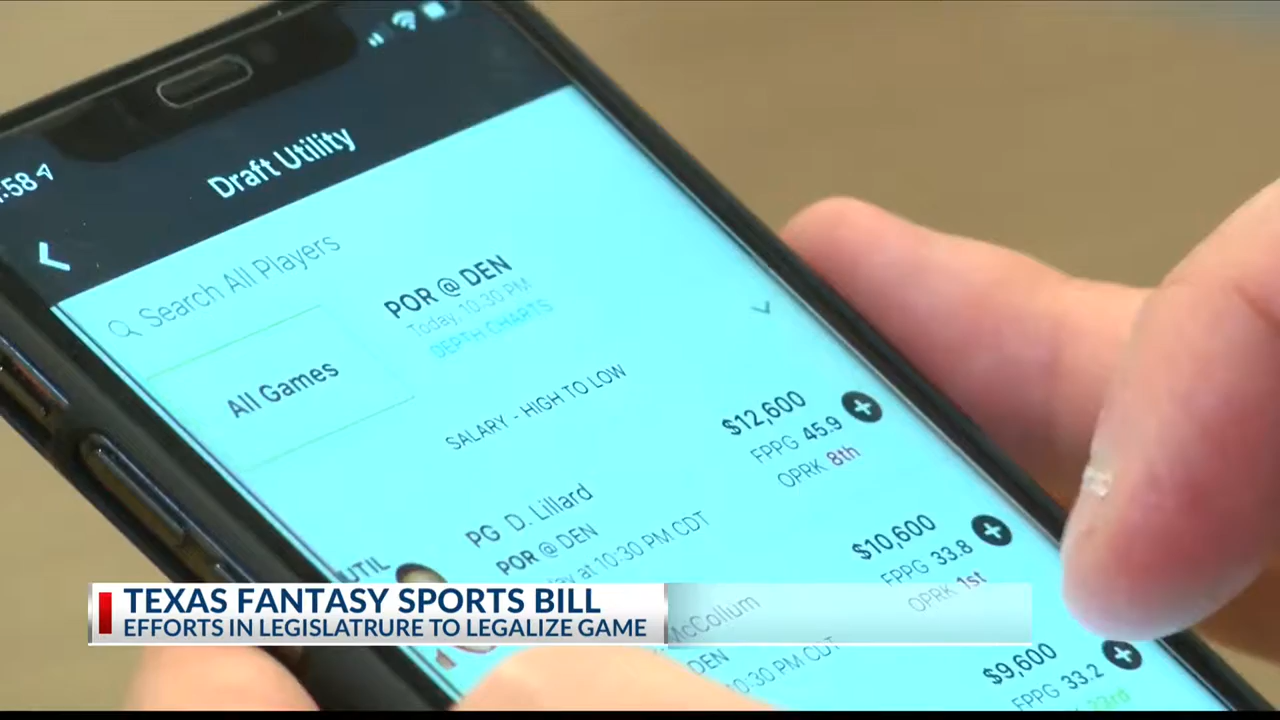 :58
Draft Utility
Search All Players
All Games
POR @ DEN
Today 10:30 PM
DEPTH CHARTS
SALARY - HIGH TO LOW
UTIL
PG D. Lillard
POR @ DEN
at 10:30 PM CDT
$12,600
FPPG 45.9
OPRK 8th
McCollum
DEN
10:30 PM CDT
$10,600
FPPG 33.8
OPRK 1st
$9,600
FPPG 33.2
TEXAS FANTASY SPORTS BILL
EFFORTS IN LEGISLATRURE TO LEGALIZE GAME